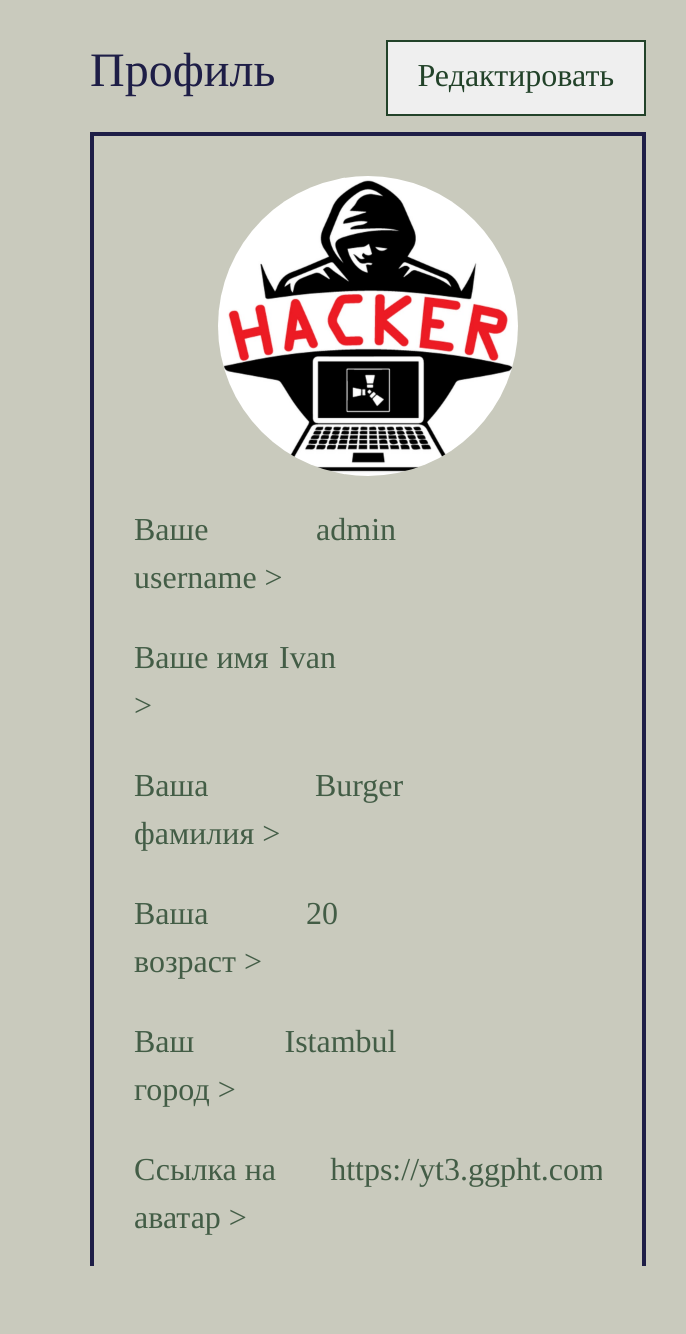 Профиль
Редактировать
HACKER
Ваше admin
username >
Ваше имя Ivan
>
Ваша Burger
фамилия >
Ваша 20
возраст >
Ваш Istambul
город >
Ссылка на https://yt3.ggpht.com
аватар >